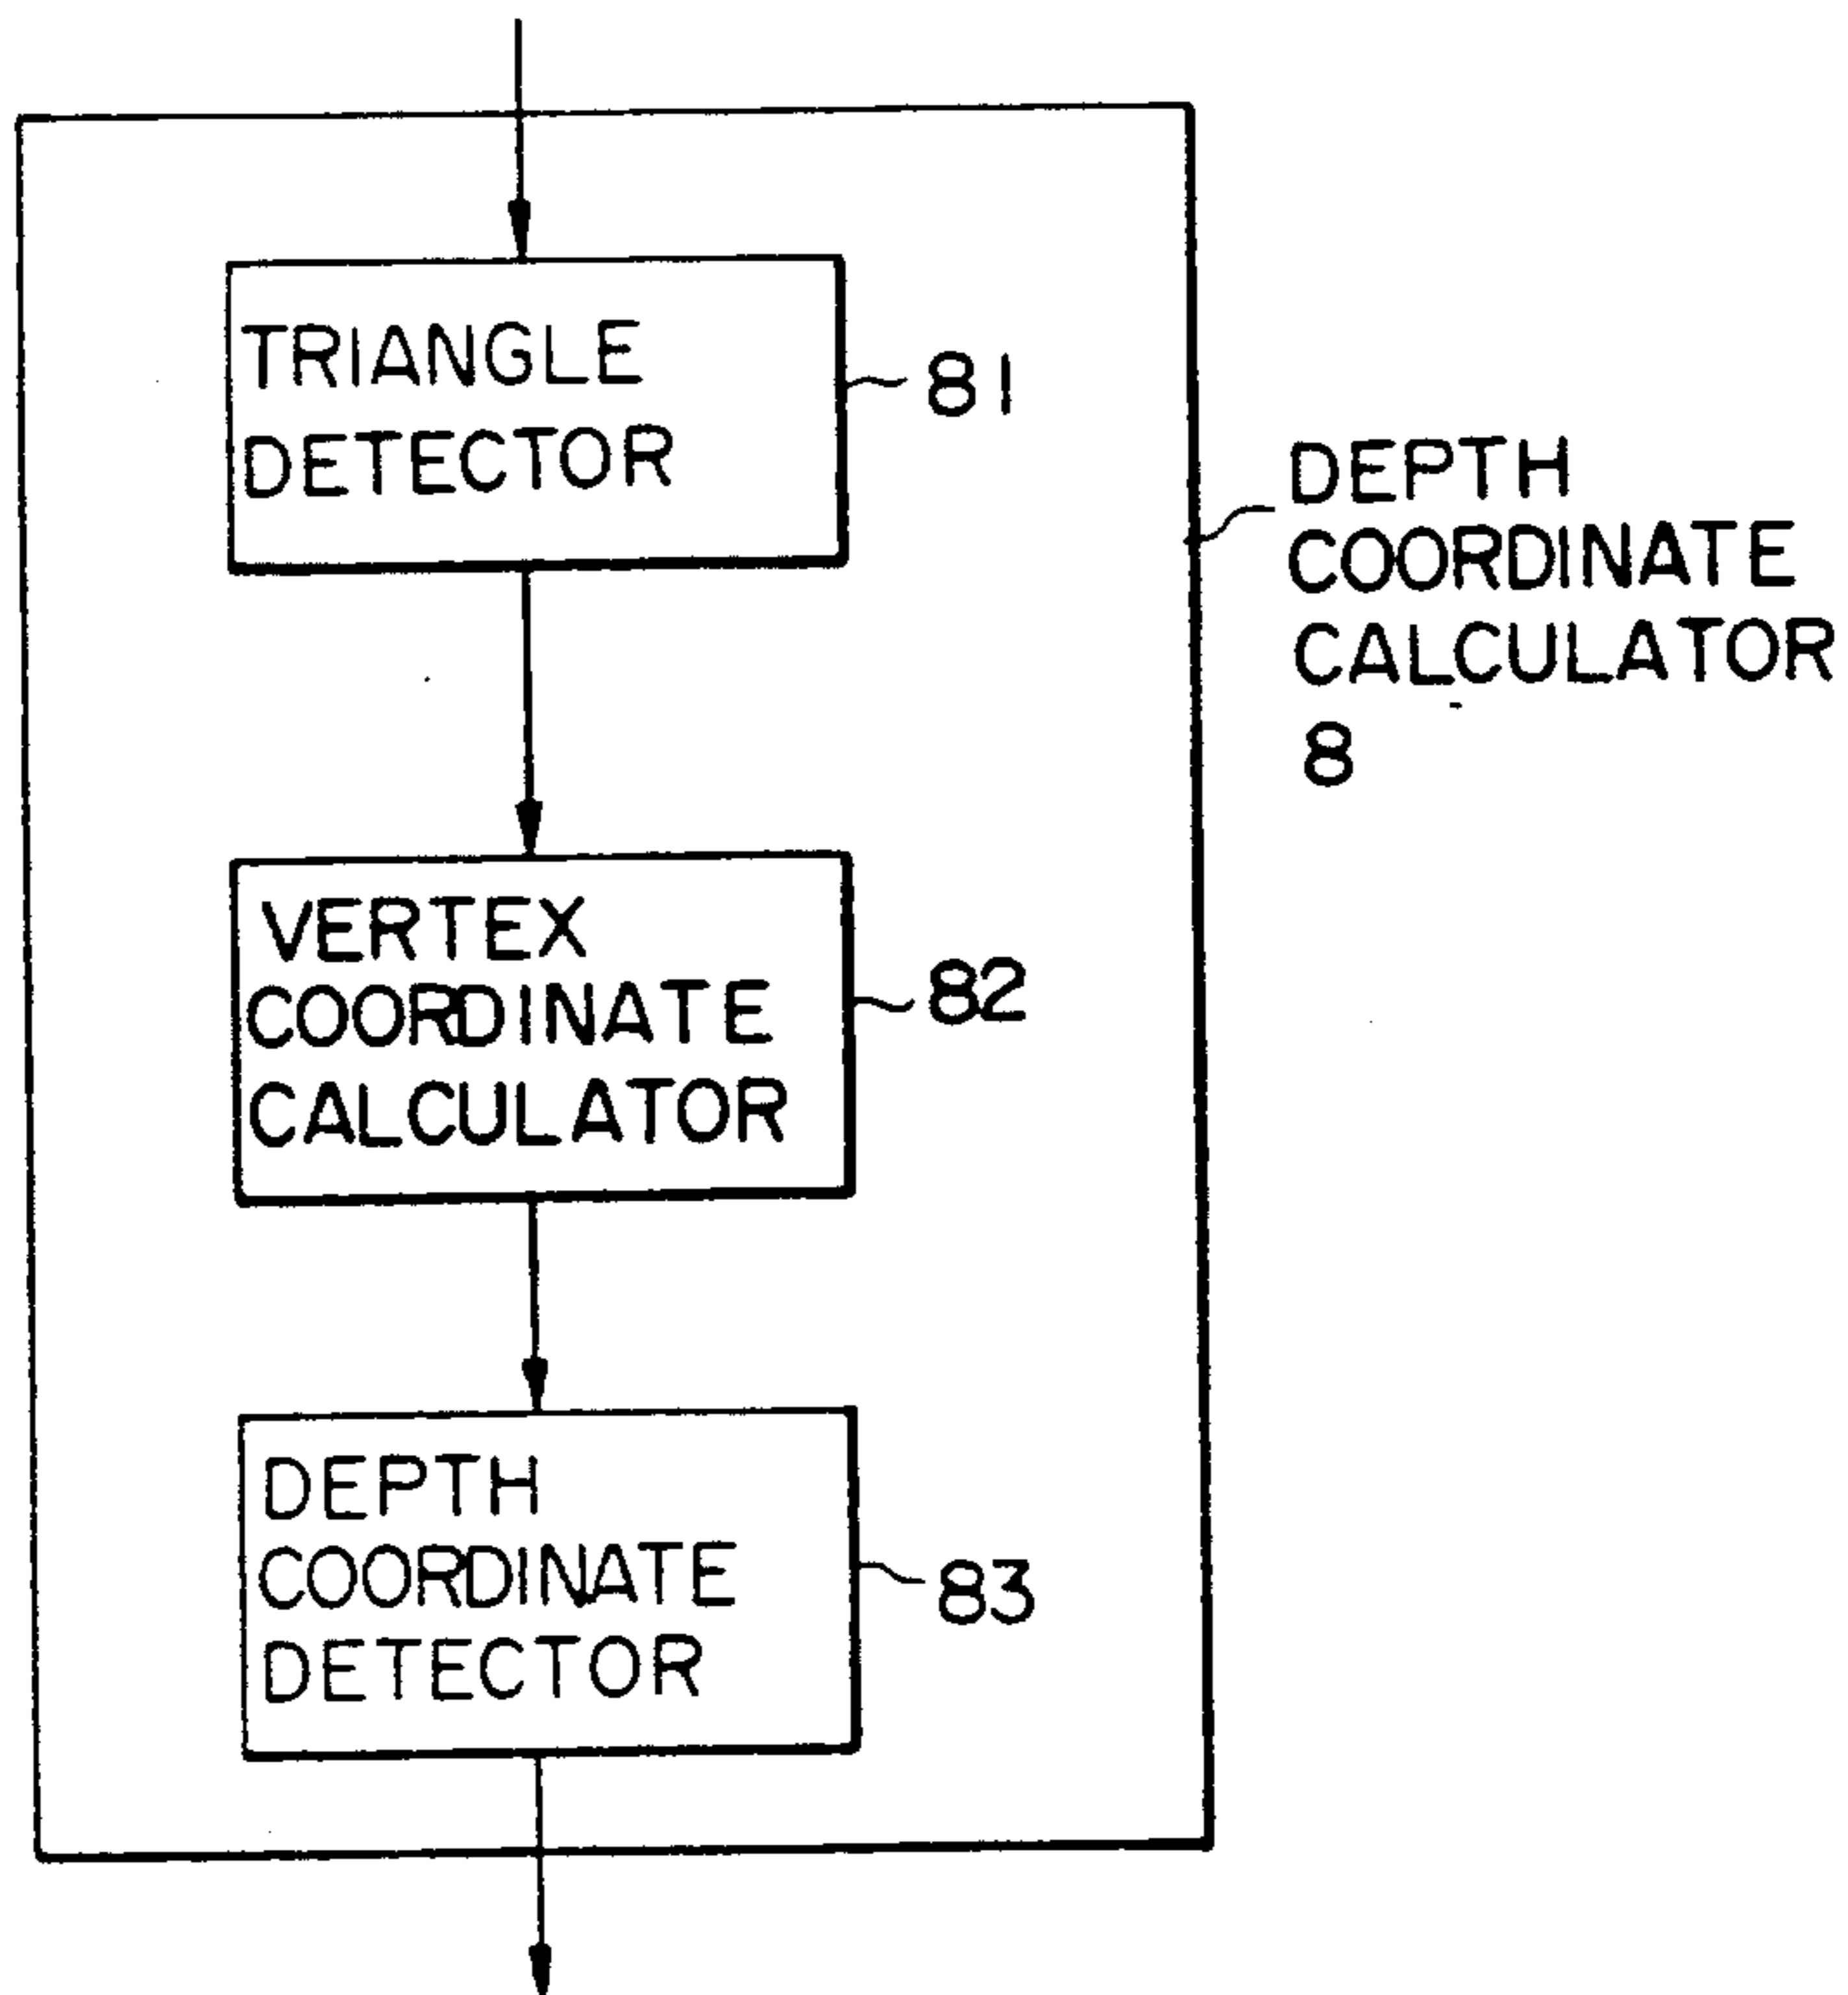 TRIANGLE
DETECTOR
81
DEPTH
COORDINATE
CALCULATOR
8
VERTEX
COORDINATE
CALCULATOR
82
DEPTH
COORDINATE
DETECTOR
83